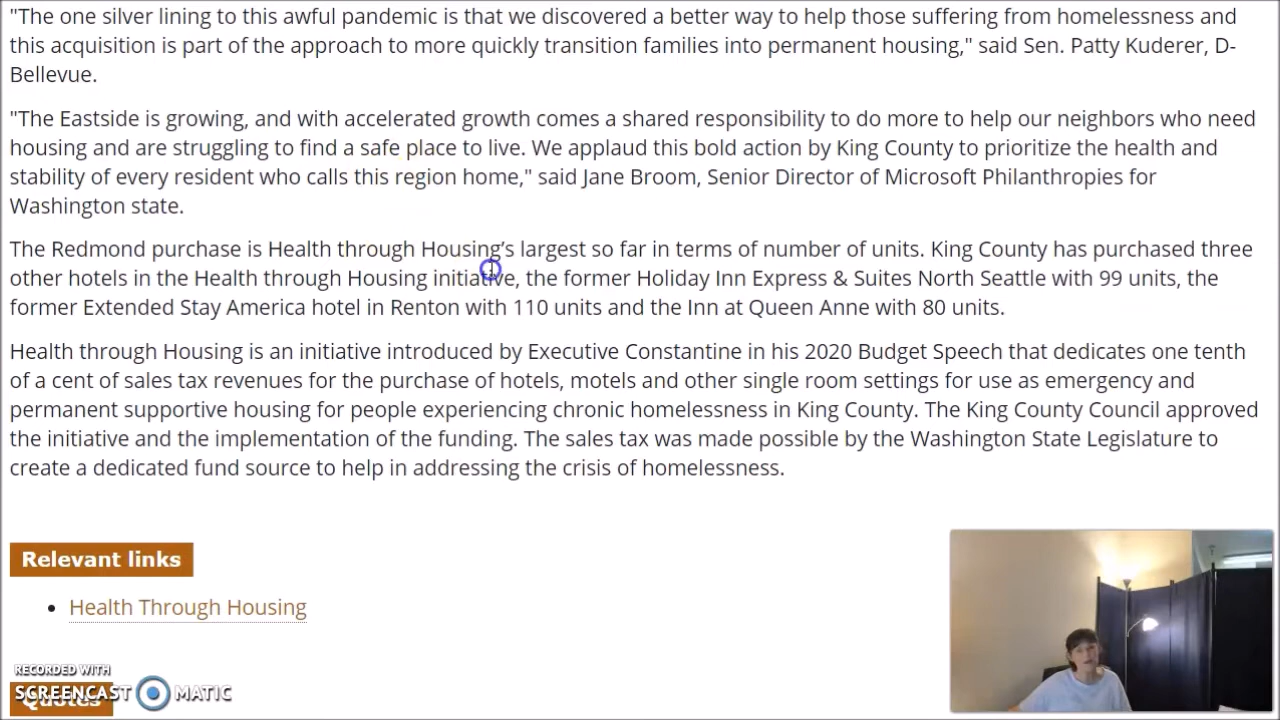 "The one silver lining to this awful pandemic is that we discovered a better way to help those suffering from homelessness and
this acquisition is part of the approach to more quickly transition families into permanent housing," said Sen. Patty Kuderer, D-
Bellevue.
"The Eastside is growing, and with accelerated growth comes a shared responsibility to do more to help our neighbors who need
housing and are struggling to find a safe place to live. We applaud this bold action by King County to prioritize the health and
stability of every resident who calls this region home," said Jane Broom, Senior Director of Microsoft Philanthropies for
Washington state.
The Redmond purchase is Health through Housing’s largest so far in terms of number of units. King County has purchased three
other hotels in the Health through Housing initiative, the former Holiday Inn Express & Suites North Seattle with 99 units, the
former Extended Stay America hotel in Renton with 110 units and the Inn at Queen Anne with 80 units.
Health through Housing is an initiative introduced by Executive Constantine in his 2020 Budget Speech that dedicates one tenth
of a cent of sales tax revenues for the purchase of hotels, motels and other single room settings for use as emergency and
permanent supportive housing for people experiencing chronic homelessness in King County. The King County Council approved
the initiative and the implementation of the funding. The sales tax was made possible by the Washington State Legislature to
create a dedicated fund source to help in addressing the crisis of homelessness.
Relevant links
• Health Through Housing
RECORDED WITH
SCREENCAST MATIC
Quotes